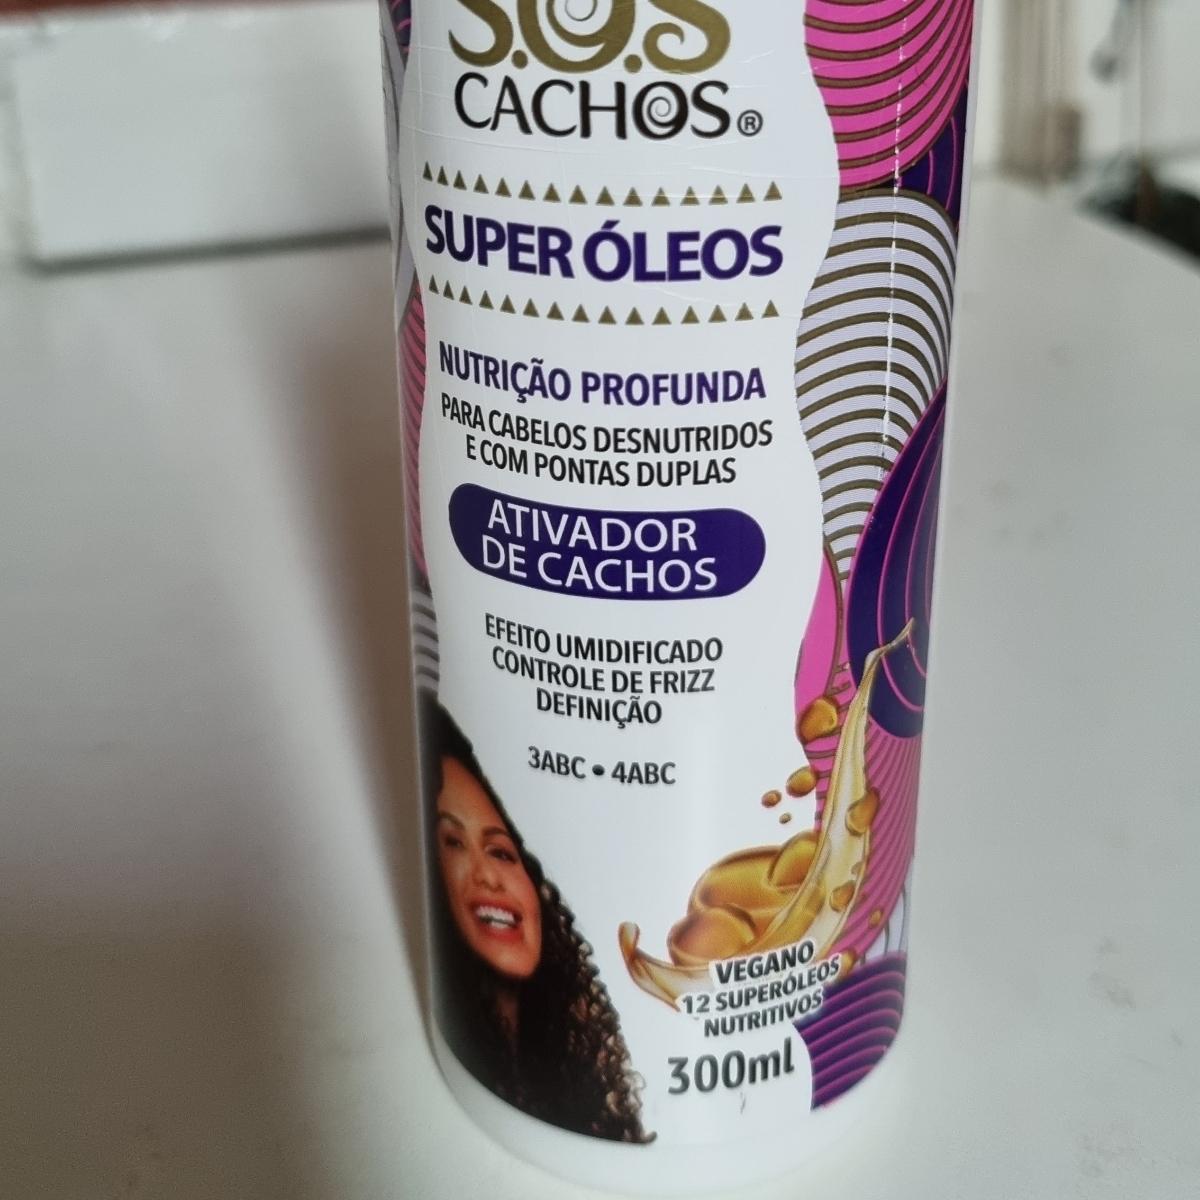 S.O.S
CACHOS®
SUPER ÓLEOS
NUTRIÇÃO PROFUNDA
PARA CABELOS DESNUTRIDOS
E COM PONTAS DUPLAS
ATIVADOR
DE CACHOS
EFEITO UMIDIFICADO
CONTROLE DE FRIZZ
DEFINIÇÃO
3ABC • 4ABC
VEGANO
12 SUPERÓLEOS
NUTRITIVOS
300ml